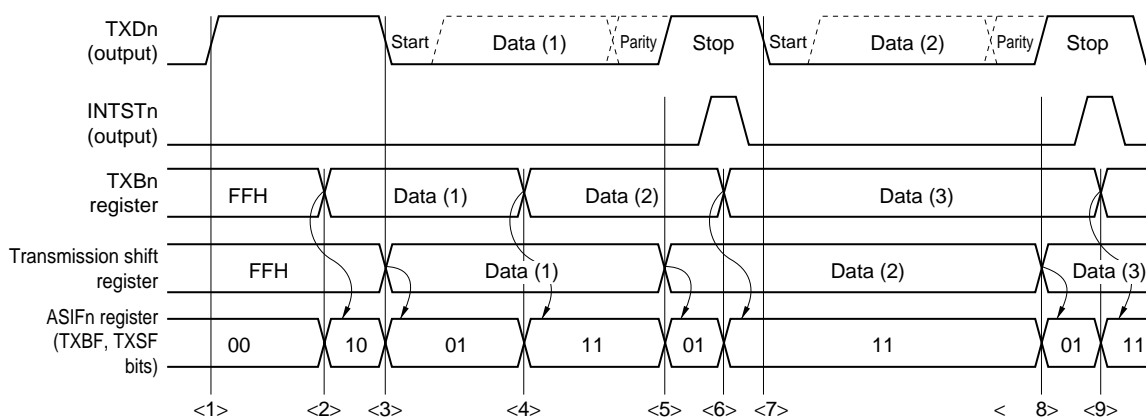 TXDn
(output)
Start Data (1) Parity Stop Start Data (2) Parity Stop
INTSTn
(output)
TXBn
register
FFH Data (1) Data (2) Data (3)
Transmission shift
register
FFH Data (1) Data (2) Data (3)
ASIFn register
(TXBF, TXSF
bits)
00 10 01 11 01 11 01 11
<1> <2> <3> <4> <5> <6> <7> < 8> <9>